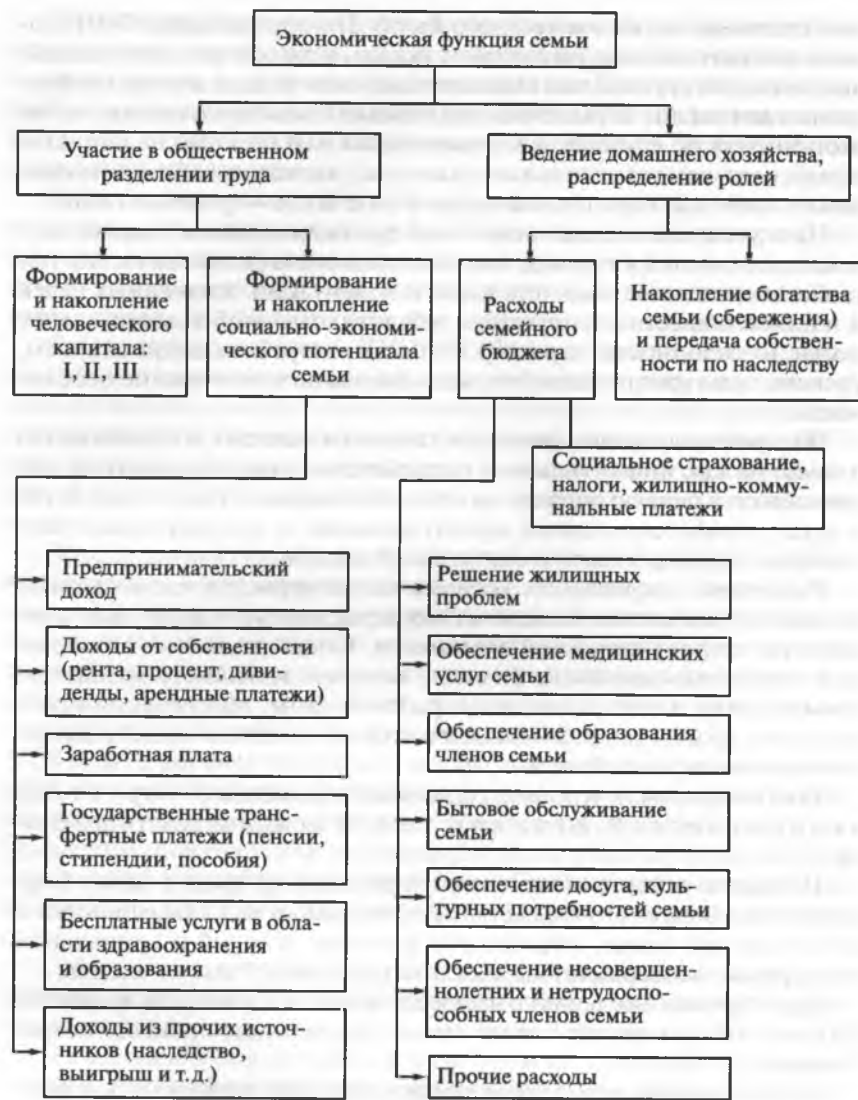 Экономическая функция семьи
Участие в общественном
разделении труда
Ведение домашнего хозяйства,
распределение ролей
Формирование
и накопление
человеческого
капитала:
I, II, III
Формирование
и накопление
социально-экономи-
ческого потенциала
семьи
Расходы
семейного
бюджета
Накопление богатства
семьи (сбережения)
и передача собствен-
ности по наследству
Социальное страхование,
налоги, жилищно-комму-
нальные платежи
Предпринимательский
доход
Доходы от собственности
(рента, процент, диви-
денды, арендные платежи)
Заработная плата
Государственные транс-
фертные платежи (пенсии,
стипендии, пособия)
Бесплатные услуги в обла-
сти здравоохранения
и образования
Доходы из прочих источ-
ников (наследство,
выигрыш и т. д.)
Решение жилищных
проблем
Обеспечение медицинских
услуг семьи
Обеспечение образования
членов семьи
Бытовое обслуживание
семьи
Обеспечение досуга, куль-
турных потребностей семьи
Обеспечение несовершен-
нолетних и нетрудоспо-
собных членов семьи
Прочие расходы